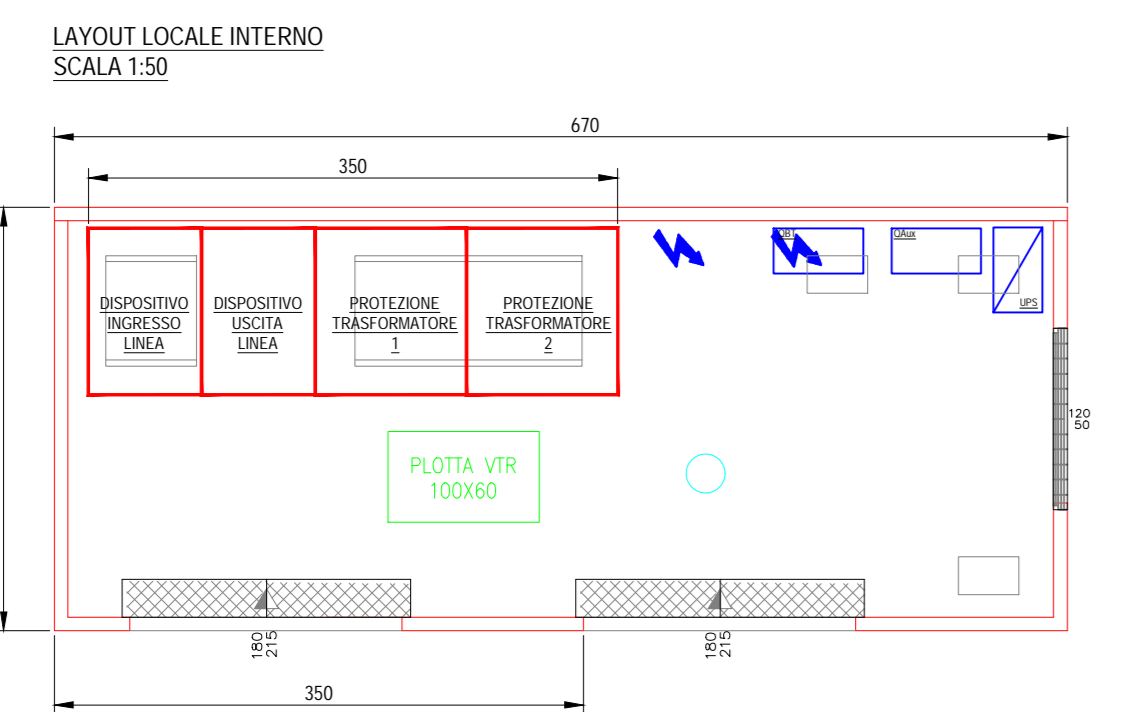 LAYOUT LOCALE INTERNO
SCALA 1:50
670
350
QBT
QAux
DISPOSITIVO
INGRESSO
LINEA
DISPOSITIVO
USCITA
LINEA
PROTEZIONE
TRASFORMATORE
1
PROTEZIONE
TRASFORMATORE
2
UPS
120
50
PLOTTA VTR
100X60
180
215
180
215
350